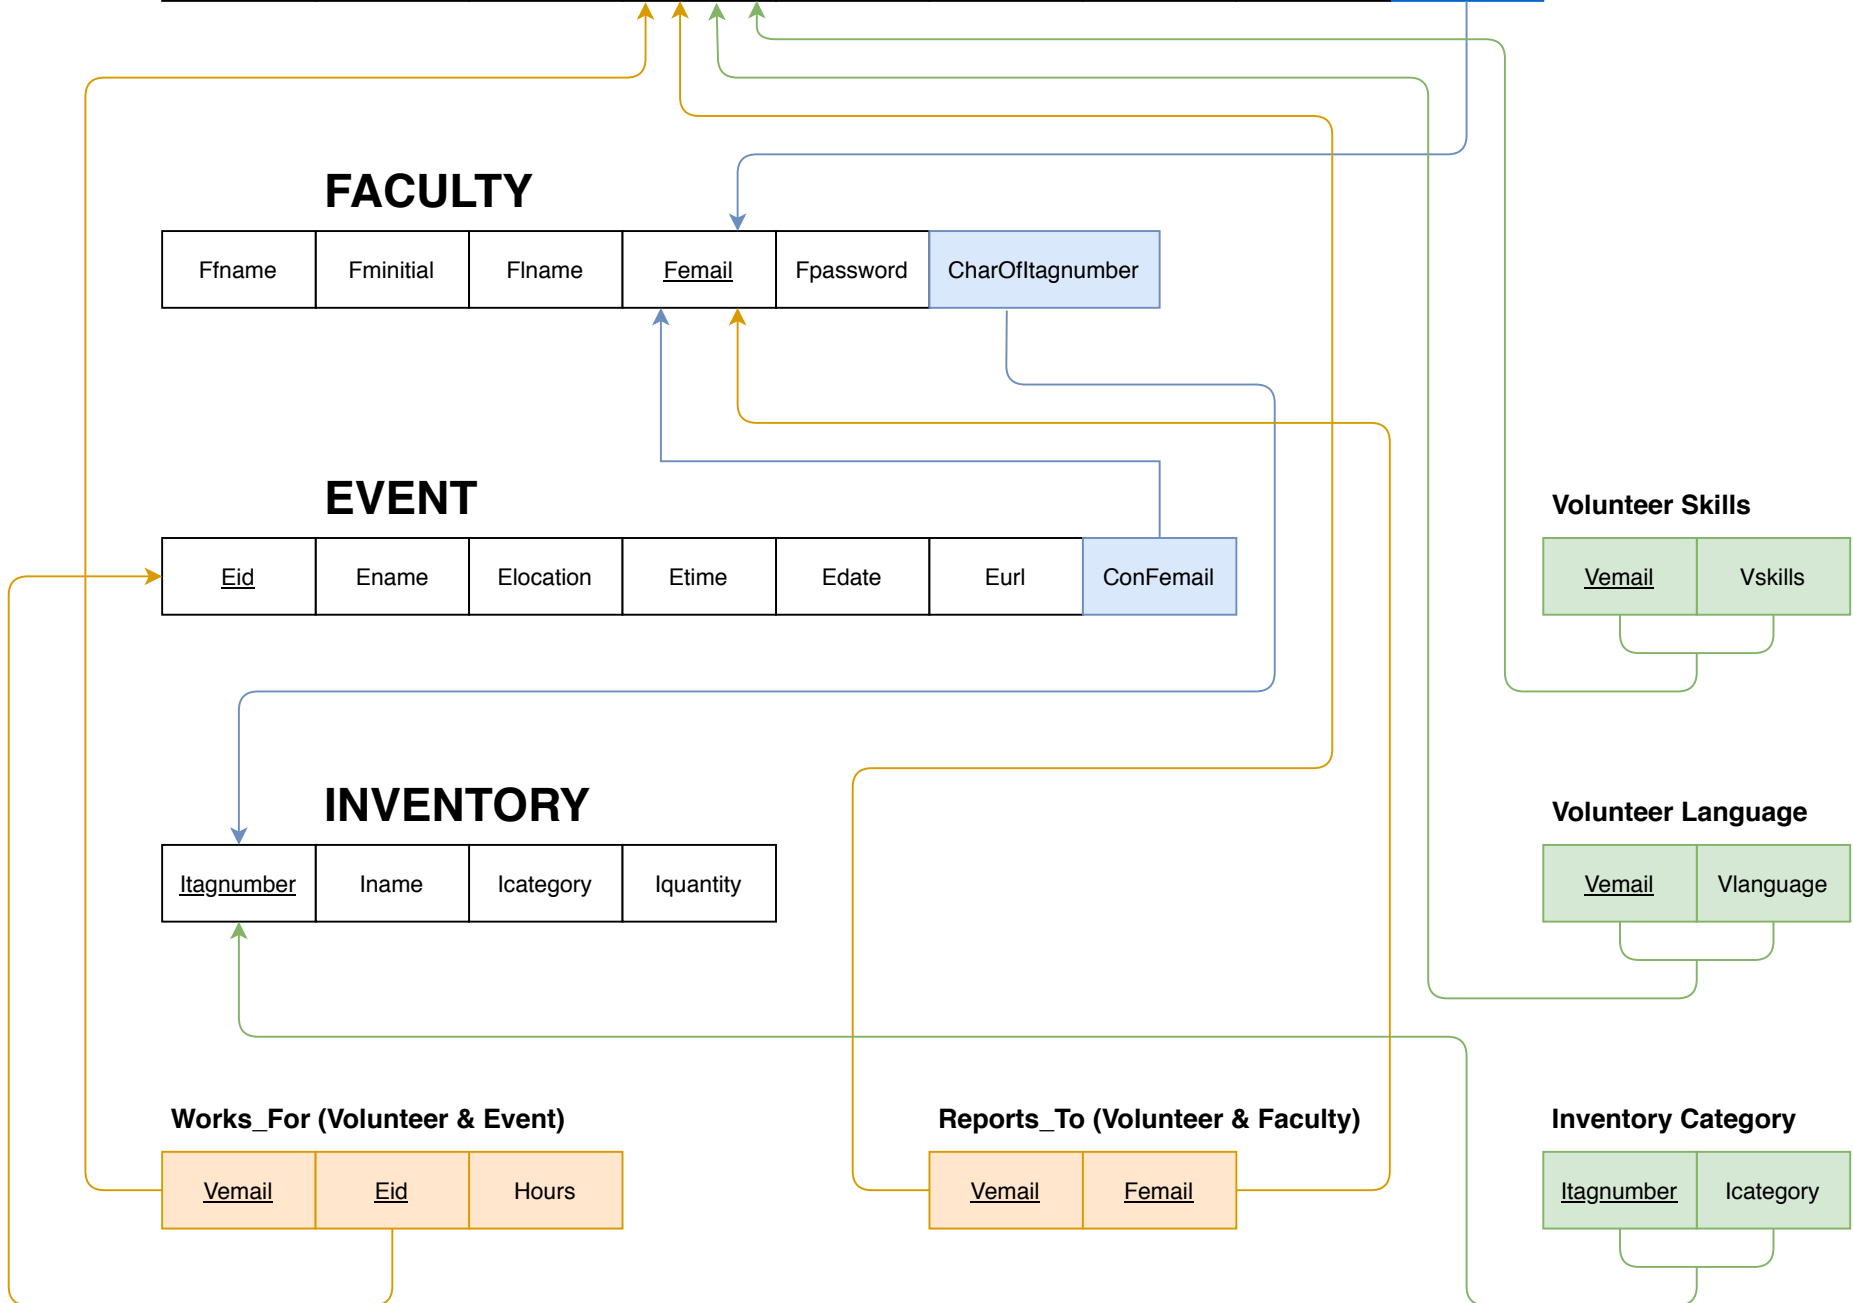 FACULTY
Ffname Fminitial Flname Femail Fpassword CharOfItagnumber
EVENT
Eid Ename Elocation Etime Edate Eurl ConFemail
Volunteer Skills
Vemail Vskills
INVENTORY
Itagnumber Iname Icategory Iquantity
Volunteer Language
Vemail Vlanguage
Works_For (Volunteer & Event)
Vemail Eid Hours
Reports_To (Volunteer & Faculty)
Vemail Femail
Inventory Category
Itagnumber Icategory